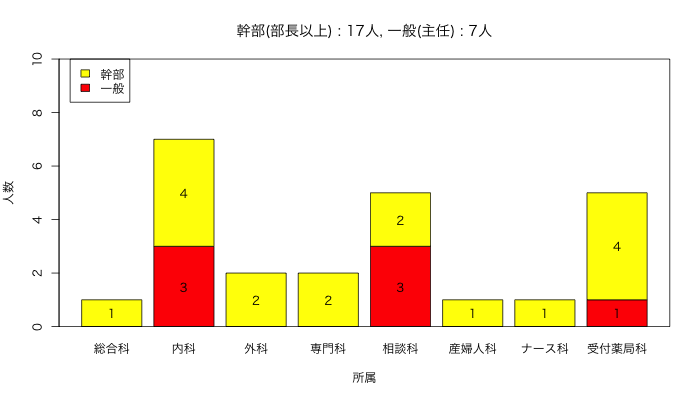 幹部(部長以上) : 17人, 一般(主任) : 7人
幹部
一般
人数
10
8
6
4
2
0
1
4
3
2
2
2
3
1
1
4
1
総合科 内科 外科 専門科 相談科 産婦人科 ナース科 受付薬局科
所属